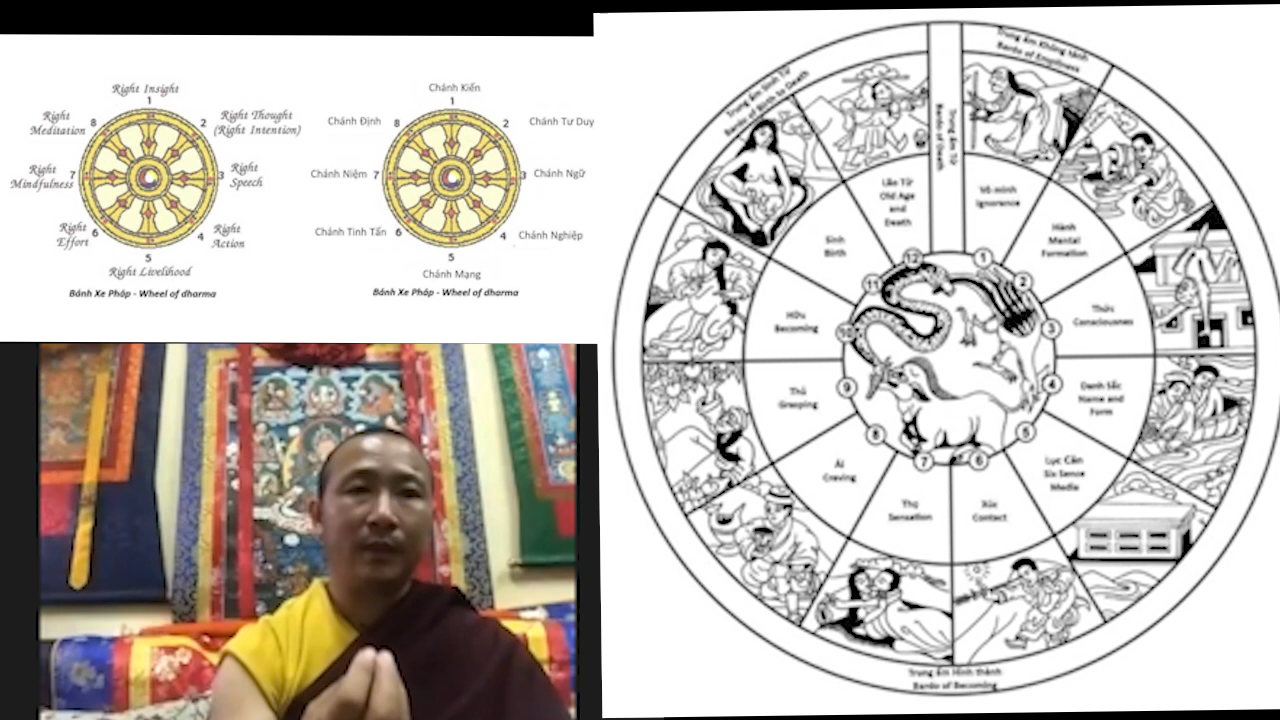 Right Insight
1
Right Thought
(Right Intention)
2
Right
Speech
3
Right
Action
4
5
Right Livelihood
Right
Effort
6
Right
Mindfulness
7
Right
Meditation
8
Bánh Xe Pháp - Wheel of dharma
Chánh Kiến
1
Chánh Tư Duy
2
Chánh Ngữ
3
Chánh Nghiệp
4
5
Chánh Mạng
Chánh Tinh Tấn
6
Chánh Niệm
7
Chánh Định
8
Bánh Xe Pháp - Wheel of dharma
Trung ấm Sinh Tử
Bardo of Birth to Death
Trung ấm Tử
Bardo of Death
Trung ấm Không tánh
Bardo of Emptiness
Vô minh
Ignorance
Hành
Mental
Formation
Thức
Consciousness
Danh Sắc
Name and
Form
Lục Căn
Six Sence
Media
Xúc
Contact
Thọ
Sensation
Ái
Craving
Thủ
Grasping
Hữu
Becoming
Sinh
Birth
Lão Tử
Old Age
and
Death
1
2
3
4
5
6
7
8
9
10
11
12
Trung ấm Hình thành
Bardo of Becoming